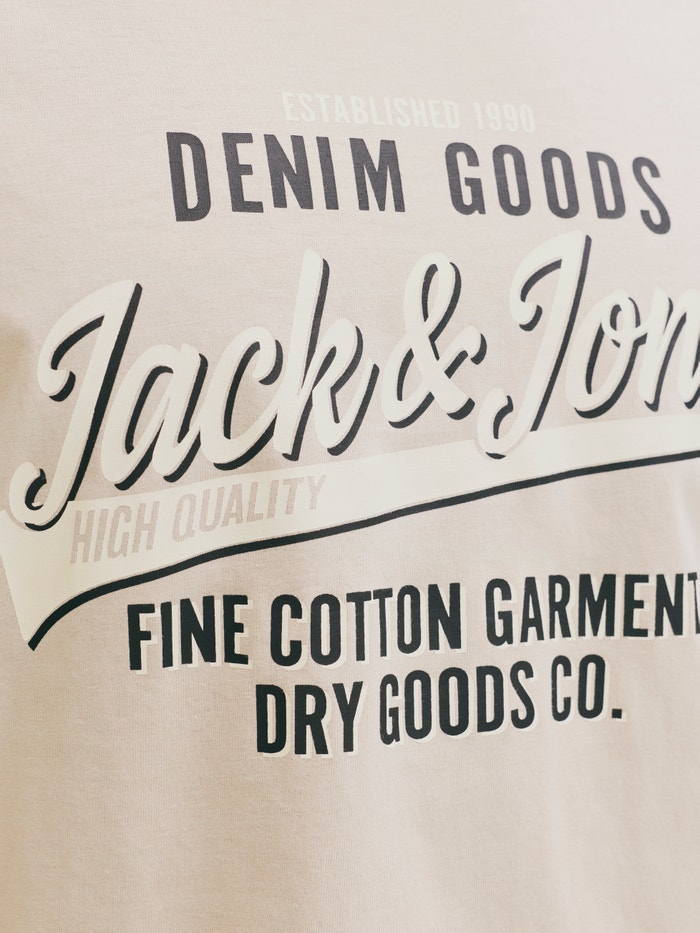 ESTABLISHED 1990
DENIM GOODS
Jack & Jon
HIGH QUALITY
FINE COTTON GARMENT
DRY GOODS CO.